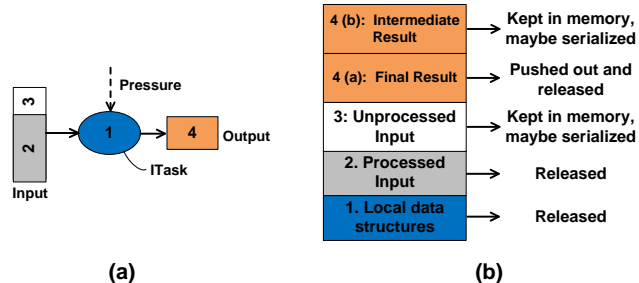 Pressure
3
2
1
4
Output
ITask
Input
(a)
4 (b): Intermediate
Result
Kept in memory,
maybe serialized
4 (a): Final Result
Pushed out and
released
3: Unprocessed
Input
Kept in memory,
maybe serialized
2. Processed
Input
Released
1. Local data
structures
Released
(b)